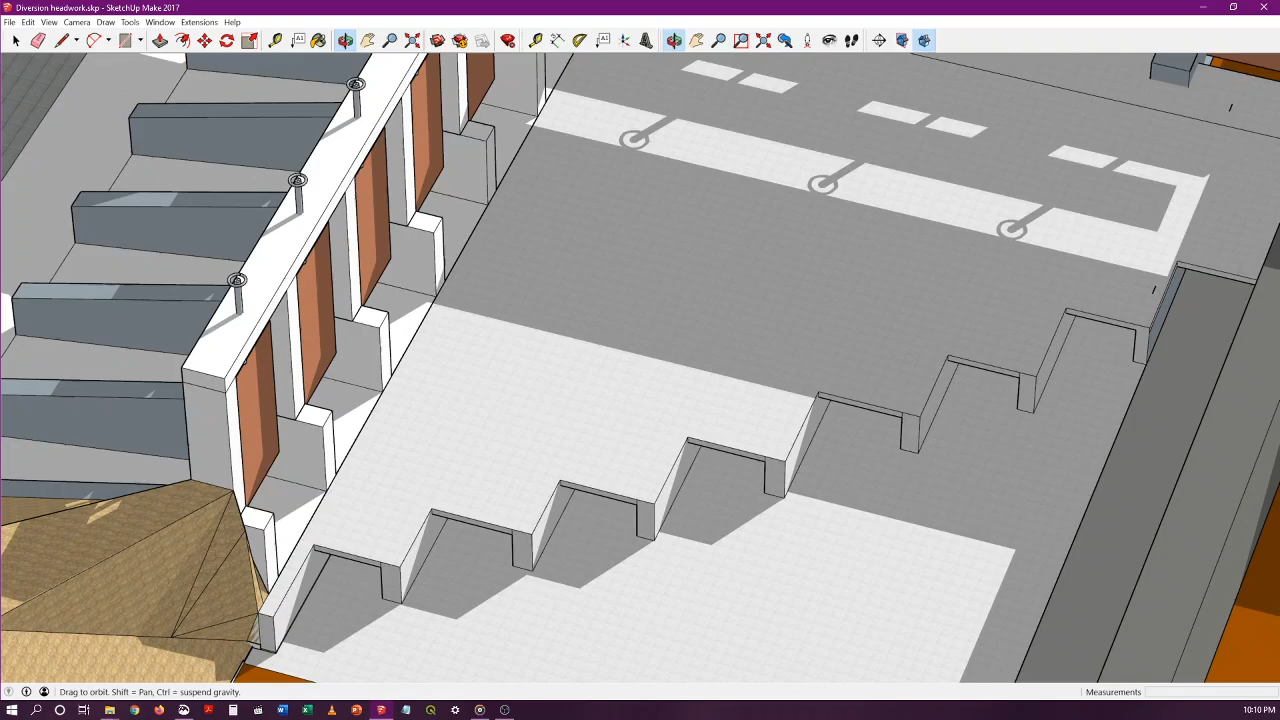 Diversion headwork.skp - SketchUp Make 2017
File Edit View Camera Draw Tools Window Extensions Help
Drag to orbit. Shift = Pan, Ctrl = suspend gravity.
Measurements
10:10 PM